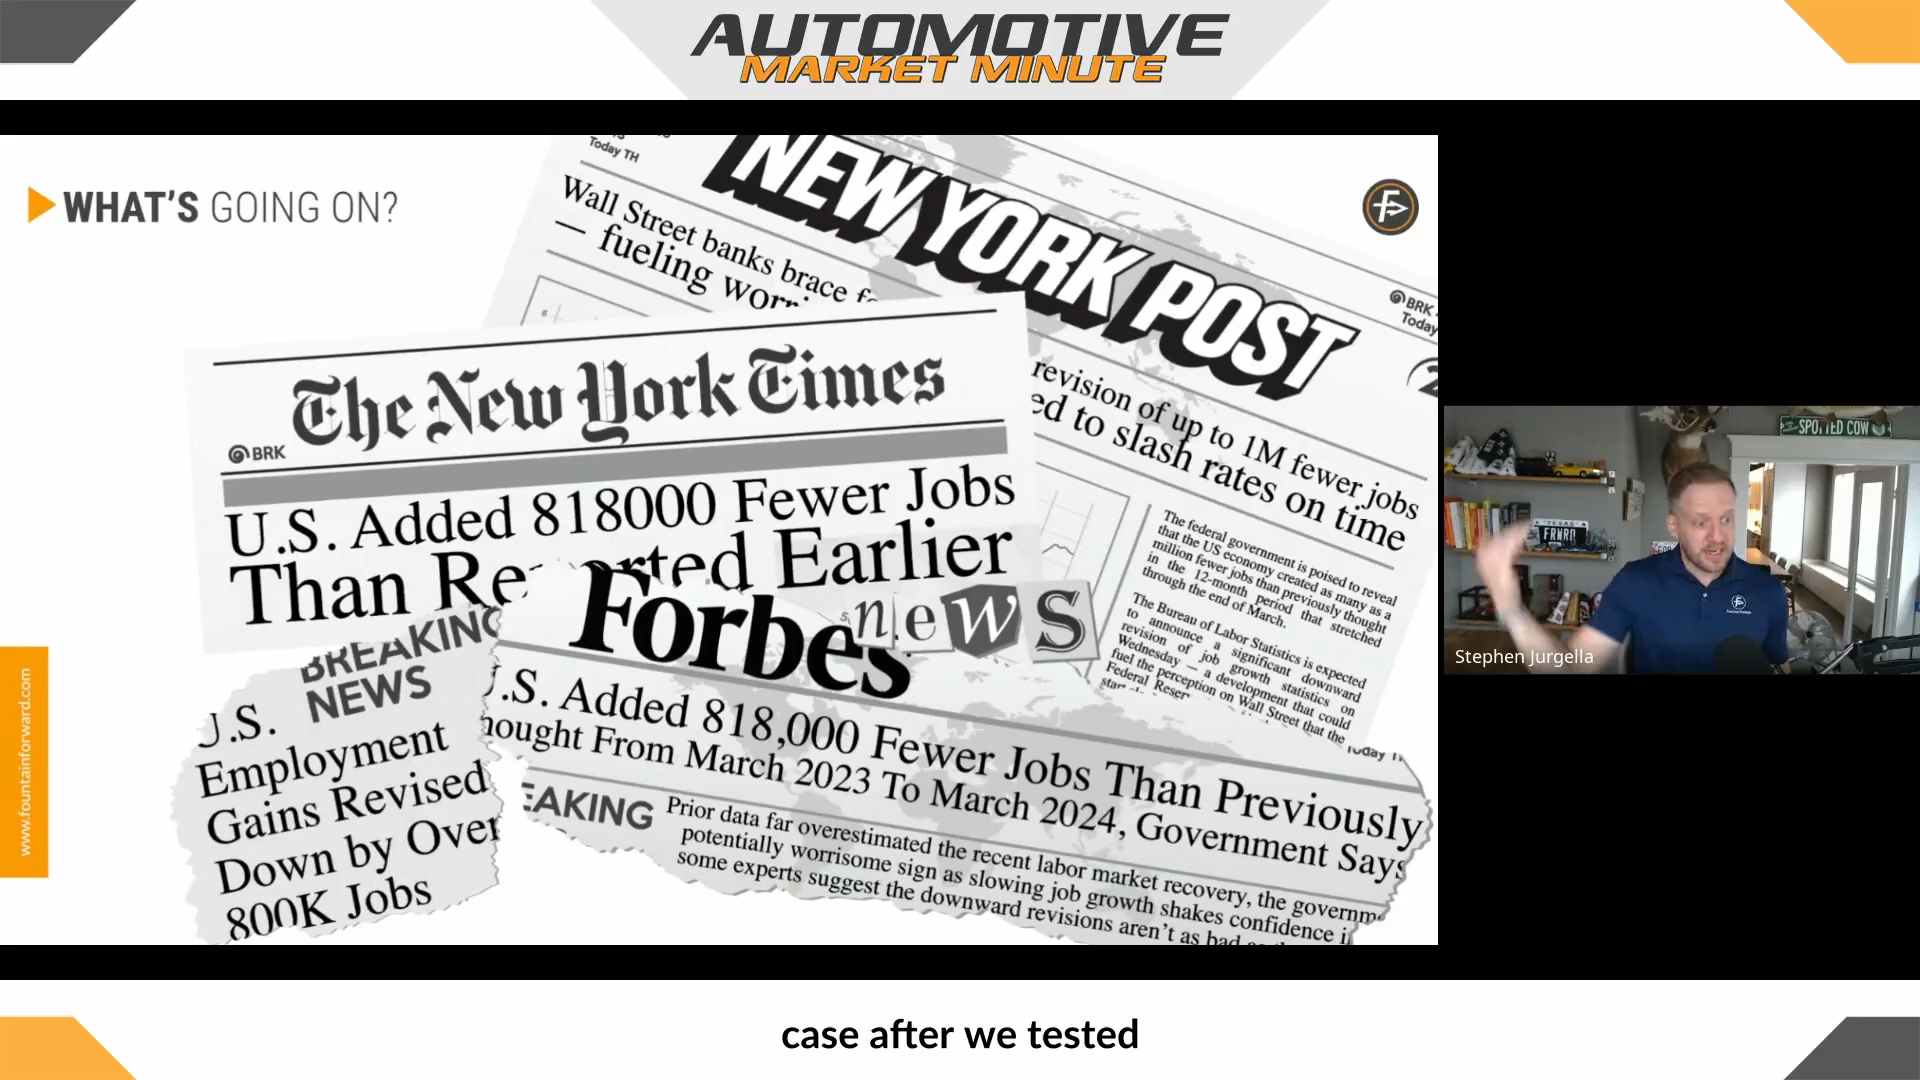 AUTOMOTIVE
MARKET MINUTE
WHAT'S GOING ON?
Today TH
Wall Street banks brace
— fueling
NEW YORK POST
BRK
Today
revision of up to 1M fewer jobs
to slash rates on time
The federal government is poised to reveal
that the US economy created as many as a
million fewer jobs than previously thought
in the 12-month period that stretched
through the end of March.
The Bureau of Labor Statistics is expected
to announce a significant downward
revision of job growth statistics on
Wednesday — a development that could
fuel the perception on Wall Street that the
Federal
The New York Times
BRK
U.S. Added 818000 Fewer Jobs
Than Reported Earlier
Forbes
news
BREAKING
NEWS
U.S.
Employment
Gains Revised
Down by Over
800K Jobs
U.S. Added 818,000 Fewer Jobs Than Previously
From March 2023 To March 2024, Government Says
EAKING
Prior data far overestimated the recent labor market recovery, the
potentially worrisome sign as slowing job growth shakes confidence
some experts suggest the downward revisions aren't as bad
www.fountainforward.com
SPOTTED COW
TEXAS
FRWRD
Stephen Jurgella
case after we tested